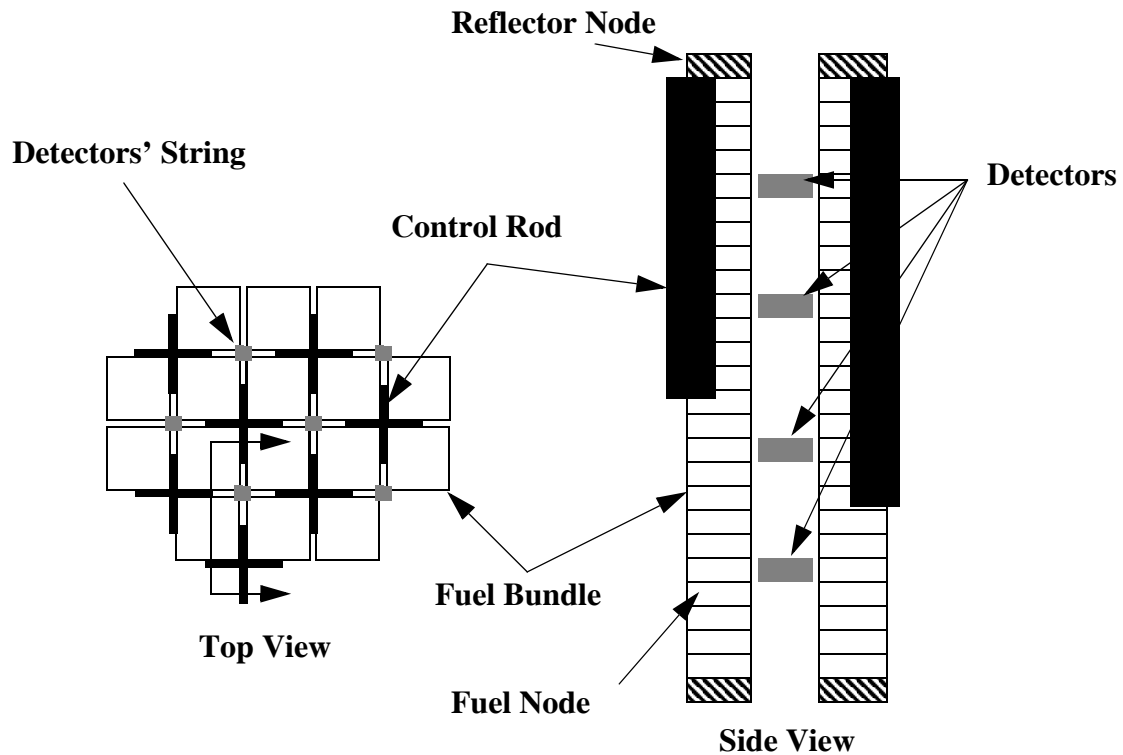 Reflector Node
Detectors' String
Detectors
Control Rod
Fuel Bundle
Top View
Fuel Node
Side View